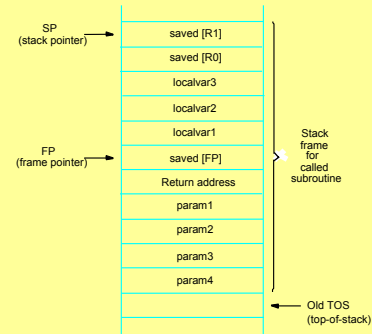 SP
(stack pointer)
saved [R1]
saved [R0]
localvar3
localvar2
localvar1
FP
(frame pointer)
saved [FP]
Return address
param1
param2
param3
param4
Stack
frame
for
called
subroutine
Old TOS
(top-of-stack)